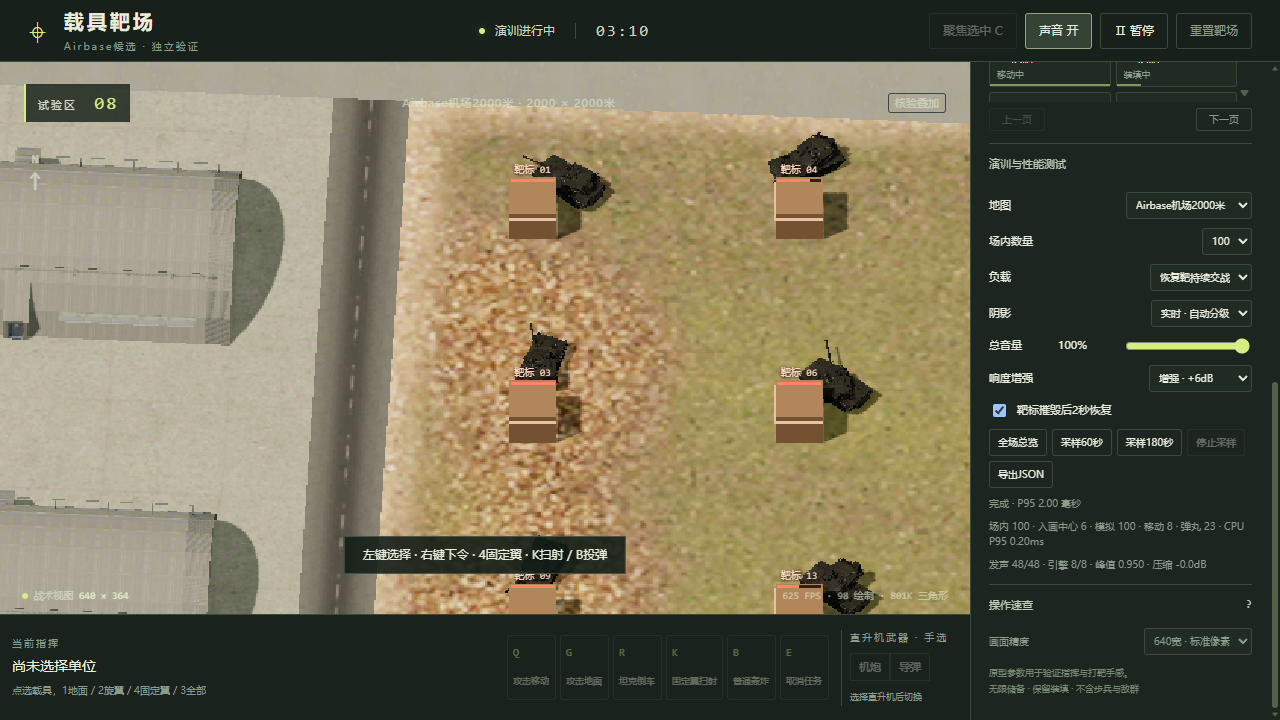 载具靶场
Airbase候选 · 独立验证
演训进行中
03:10
聚焦选中 C
声音 开
II 暂停
重置靶场
试验区 08
Airbase机场2000米 · 2000 × 2000米
核验叠加
靶标 01
靶标 04
靶标 03
靶标 06
靶标 09
靶标 13
左键选择 · 右键下令 · 4固定翼 · K扫射 / B投弹
战术视图 640 × 364
625 FPS · 98 绘制 · 801K 三角形
移动中
装填中
上一页
下一页
演训与性能测试
地图
Airbase机场2000米
场内数量
100
负载
恢复靶持续交战
阴影
实时 · 自动分级
总音量
100%
响度增强
增强 · +6dB
靶标摧毁后2秒恢复
全场总览
采样60秒
采样180秒
停止采样
导出JSON
完成 · P95 2.00 毫秒
场内 100 · 入画中心 6 · 模拟 100 · 移动 8 · 弹丸 23 · CPU
P95 0.20ms
发声 48/48 · 引擎 8/8 · 峰值 0.950 · 压缩 -0.0dB
操作速查
?
画面精度
640宽 · 标准像素
原型参数用于验证指挥与打靶手感。
无限储备 · 保留装填 · 不含步兵与敌群
当前指挥
尚未选择单位
点选载具，1地面 / 2旋翼 / 4固定翼 / 3全部
Q
攻击移动
G
攻击地面
R
坦克倒车
K
固定翼扫射
B
普通轰炸
E
取消任务
直升机武器 · 手选
机炮
导弹
选择直升机后切换